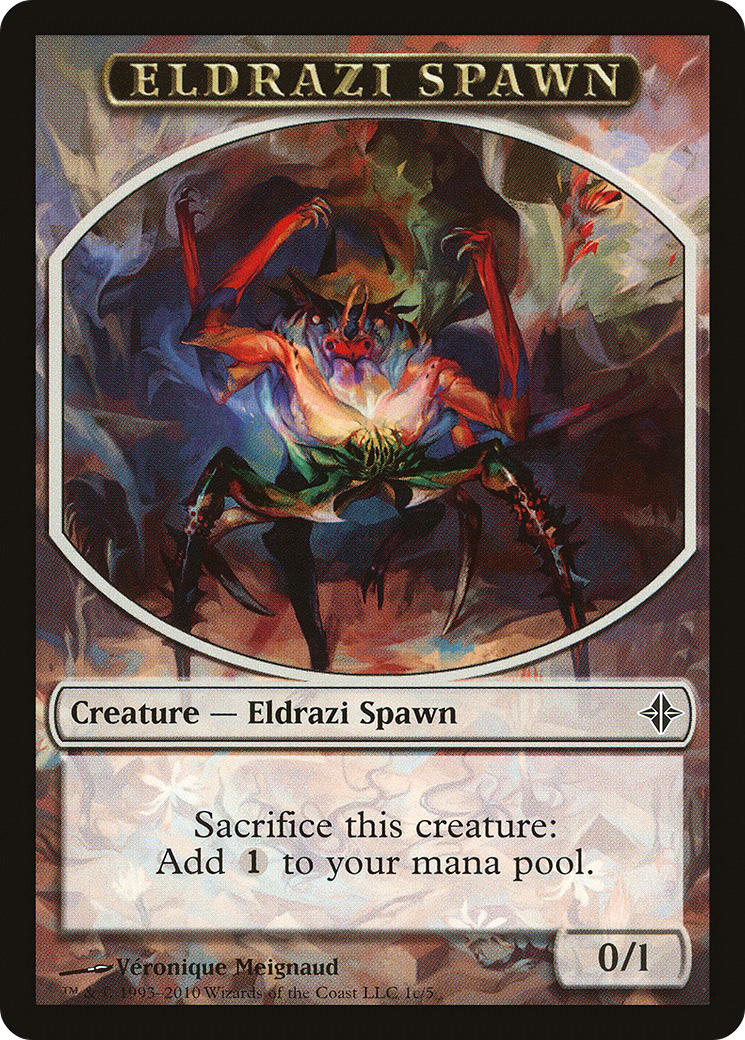 ELDRAZI SPAWN
Creature — Eldrazi Spawn
Sacrifice this creature:
Add 1 to your mana pool.
0/1
Véronique Meignaud
™ & © 1993–2010 Wizards of the Coast LLC 1c/5